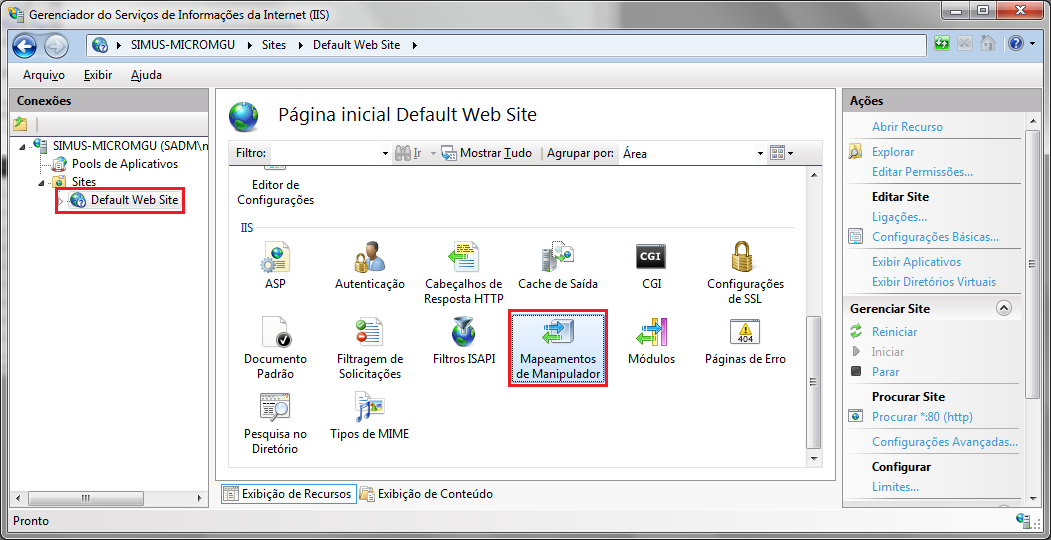 Gerenciador do Serviços de Informações da Internet (IIS)
SIMUS-MICROMGU
Sites
Default Web Site
Arquivo
Exibir
Ajuda
Conexões
SIMUS-MICROMGU (SADM\n
Pools de Aplicativos
Sites
Default Web Site
Página inicial Default Web Site
Filtro:
Ir
Mostrar Tudo
Agrupar por:
Área
Editor de
Configurações
IIS
ASP
Autenticação
Cabeçalhos de
Resposta HTTP
Cache de Saída
CGI
CGI
Configurações
de SSL
Documento
Padrão
Filtragem de
Solicitações
Filtros ISAPI
Mapeamentos
de Manipulador
Módulos
404
Páginas de Erro
Pesquisa no
Diretório
Tipos de MIME
Exibição de Recursos
Exibição de Conteúdo
Ações
Abrir Recurso
Explorar
Editar Permissões...
Editar Site
Ligações...
Configurações Básicas...
Exibir Aplicativos
Exibir Diretórios Virtuais
Gerenciar Site
Reiniciar
Iniciar
Parar
Procurar Site
Procurar *:80 (http)
Configurações Avançadas...
Configurar
Limites...
Pronto